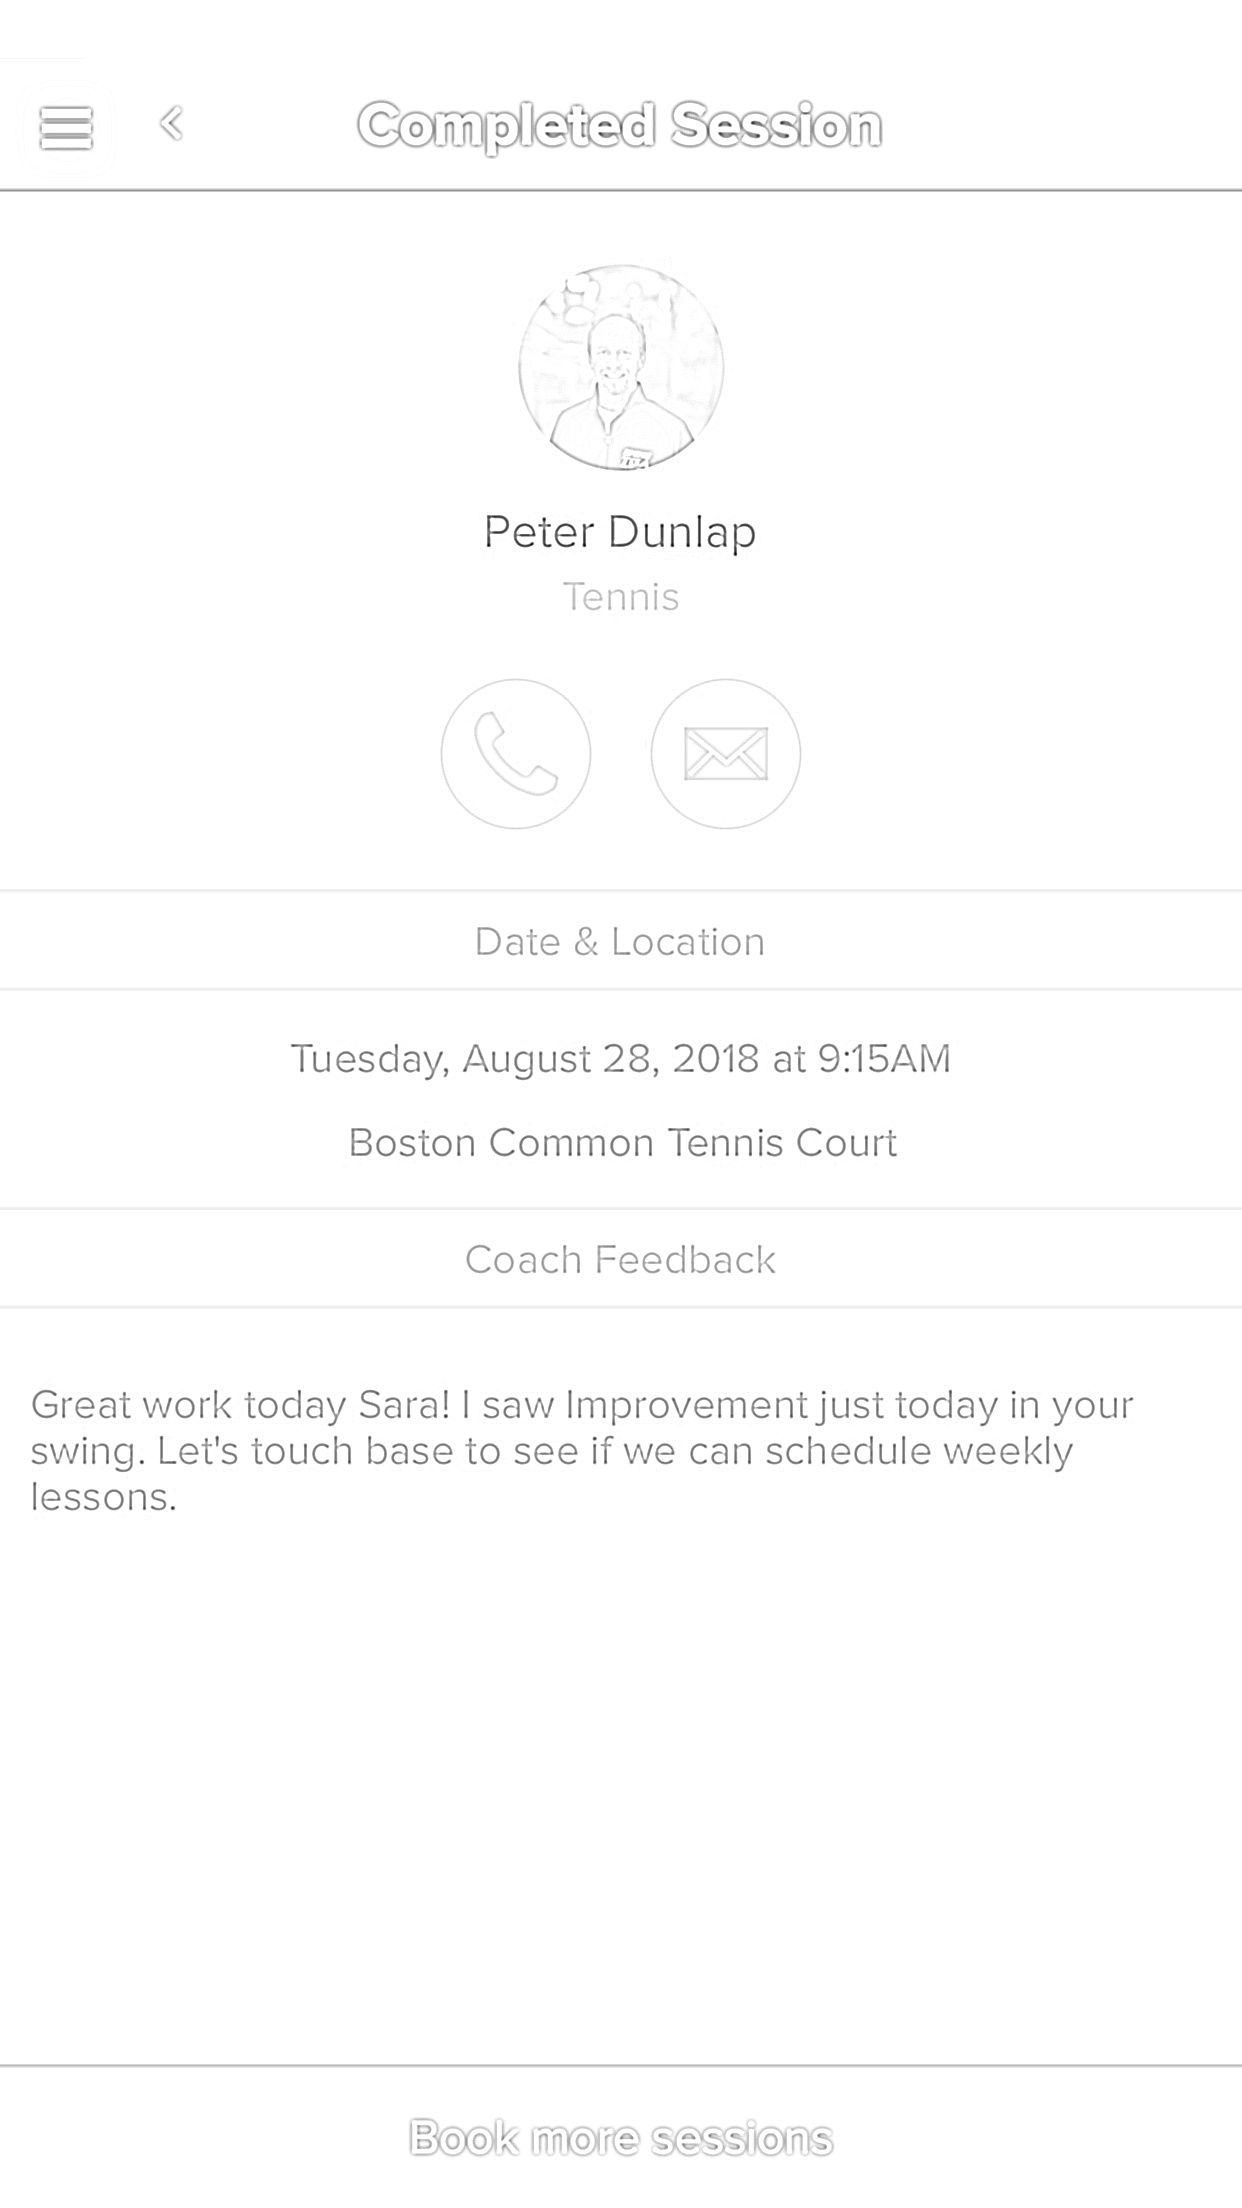 Completed Session
Peter Dunlap
Tennis
Date & Location
Tuesday, August 28, 2018 at 9:15AM
Boston Common Tennis Court
Coach Feedback
Great work today Sara! I saw Improvement just today in your
swing. Let's touch base to see if we can schedule weekly
lessons.
Book more sessions